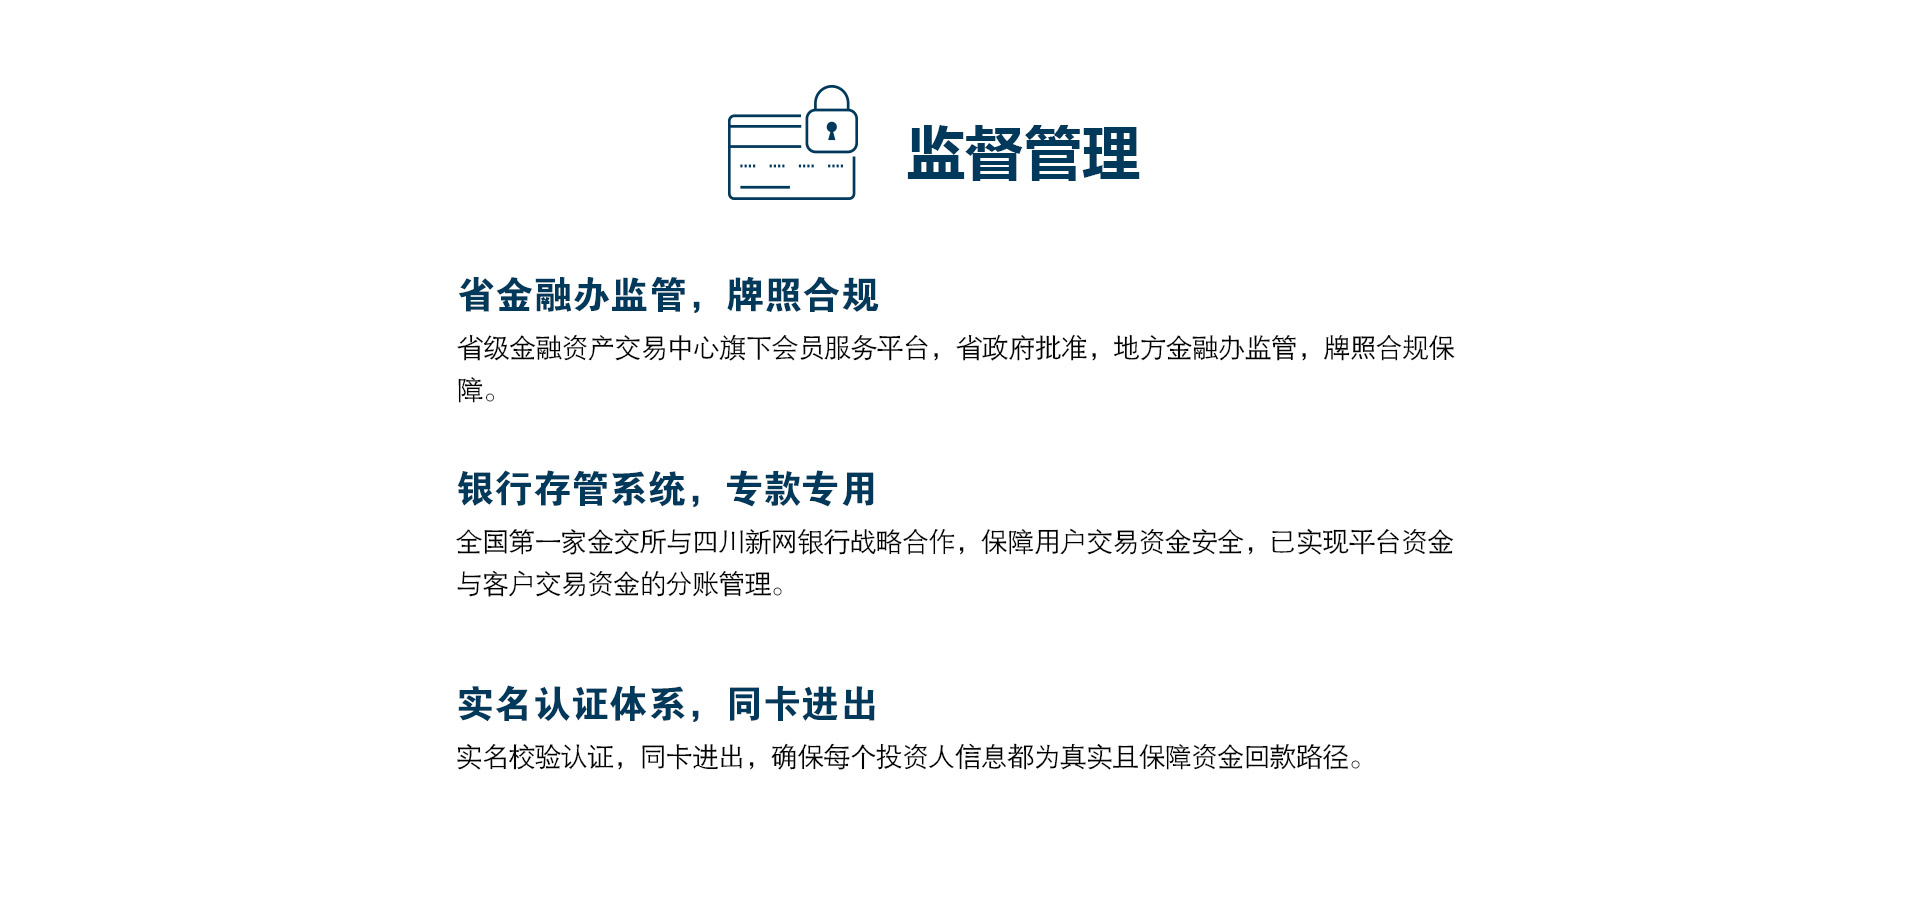 监督管理
省金融办监管，牌照合规
省级金融资产交易中心旗下会员服务平台，省政府批准，地方金融办监管，牌照合规保
障。
银行存管系统，专款专用
全国第一家金交所与四川新网银行战略合作，保障用户交易资金安全，已实现平台资金
与客户交易资金的分账管理。
实名认证体系，同卡进出
实名校验认证，同卡进出，确保每个投资人信息都为真实且保障资金回款路径。